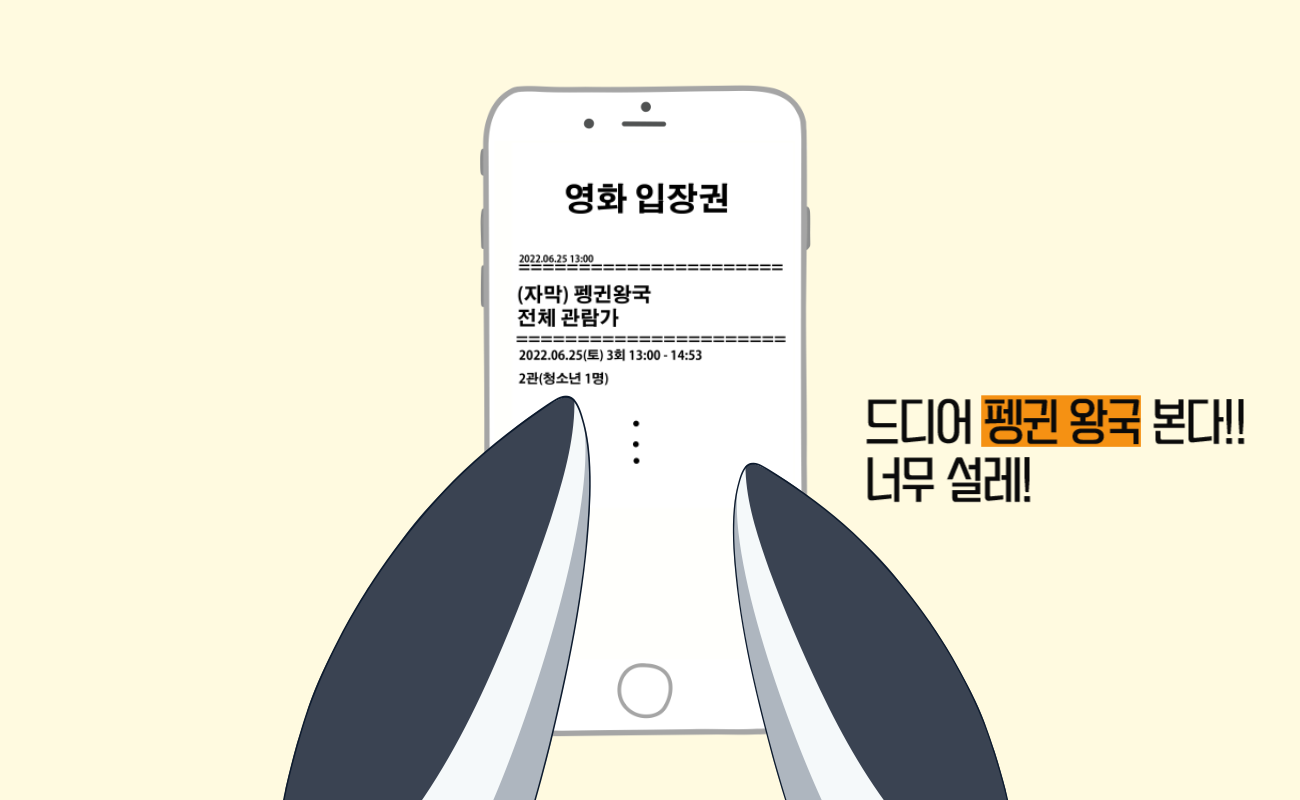 영화 입장권
2022.06.25 13:00
======================
(자막) 펭귄왕국
전체 관람가
======================
2022.06.25(토) 3회 13:00 - 14:53
2관(청소년 1명)
드디어 펭귄 왕국 본다!!
너무 설레!